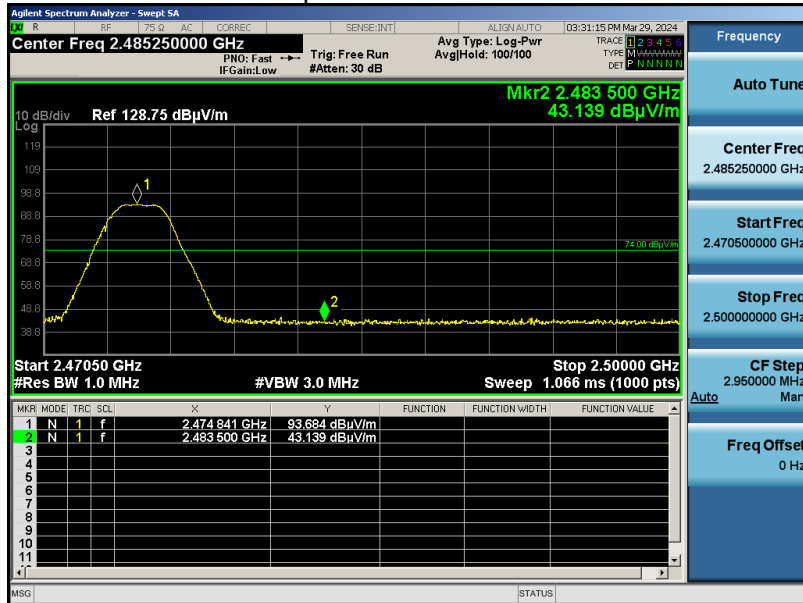 Agilent Spectrum Analyzer - Swept SA
LXI R RF 75 Ω AC CORREC SENSE:INT ALIGN AUTO 03:31:15 PM Mar 29, 2024
Center Freq 2.485250000 GHz
PNO: Fast
IFGain:Low
Trig: Free Run
#Atten: 30 dB
Avg Type: Log-Pwr
Avg|Hold: 100/100
TRACE 1 2 3 4 5 6
TYPE M
DET P N N N N N
Mkr2 2.483 500 GHz
43.139 dBµV/m
10 dB/div Ref 128.75 dBµV/m
Log
119
109
98.8
88.8
78.8
68.8
58.8
48.8
38.8
1
2
74.00 dBµV/m
Start 2.47050 GHz Stop 2.50000 GHz
#Res BW 1.0 MHz #VBW 3.0 MHz Sweep 1.066 ms (1000 pts)
MKR MODE TRC SCL X Y FUNCTION FUNCTION WIDTH FUNCTION VALUE
1 N 1 f 2.474 841 GHz 93.684 dBµV/m
2 N 1 f 2.483 500 GHz 43.139 dBµV/m
3
4
5
6
7
8
9
10
11
MSG STATUS
Frequency
Auto Tune
Center Freq
2.485250000 GHz
Start Freq
2.470500000 GHz
Stop Freq
2.500000000 GHz
CF Step
2.950000 MHz
Auto Man
Freq Offset
0 Hz